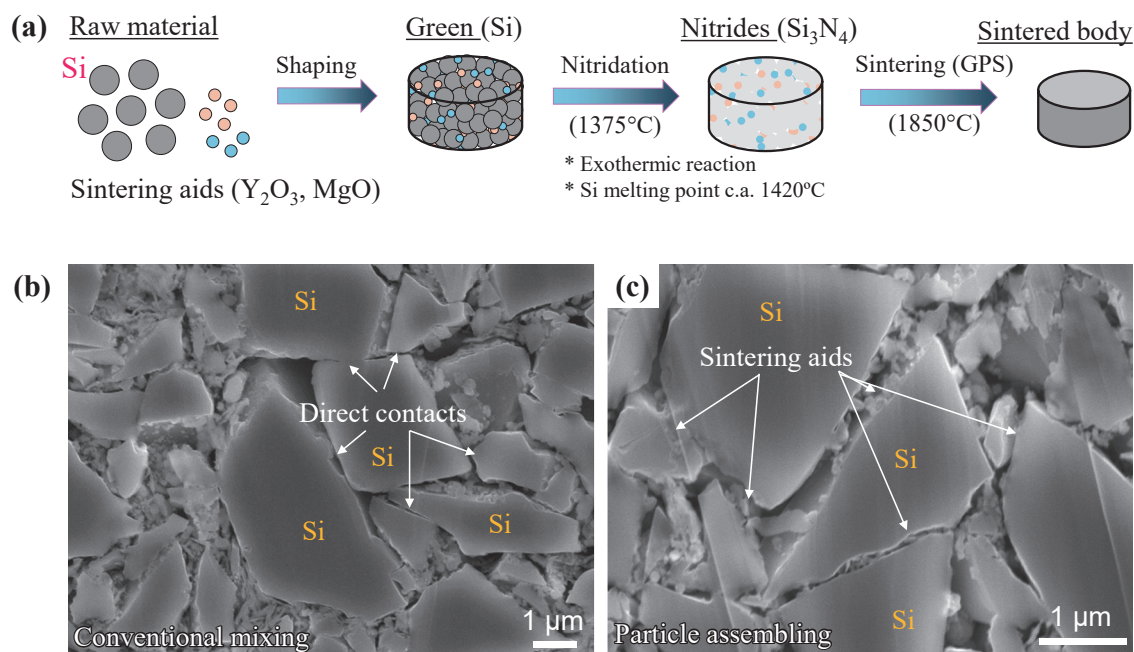 (a)
Raw material
Green (Si)
Nitrides (Si₃N₄)
Sintered body
Si
Shaping
Nitridation
(1375°C)
Sintering (GPS)
(1850°C)
* Exothermic reaction
* Si melting point c.a. 1420ºC
Sintering aids (Y₂O₃, MgO)
(b)
Si
Direct contacts
Si
Si
Si
Conventional mixing
1 μm
(c)
Si
Sintering aids
Si
Si
Particle assembling
1 μm